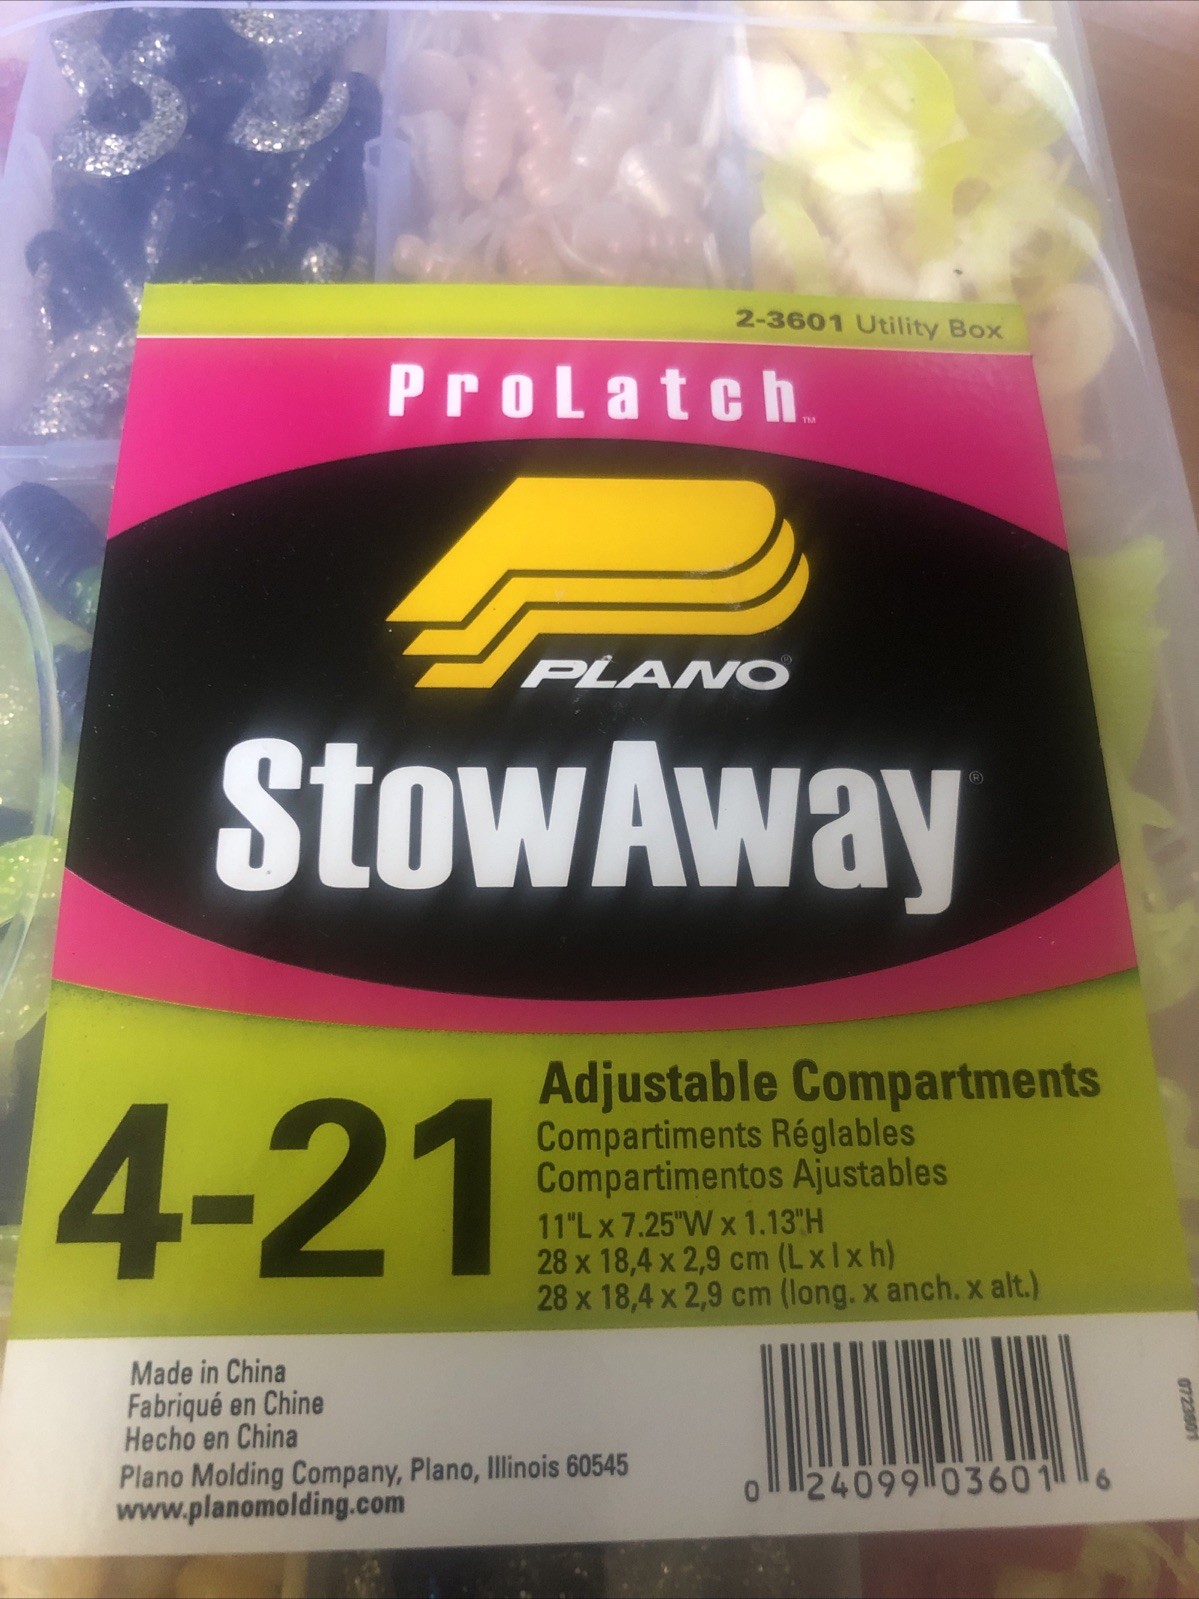 2-3601 Utility Box
ProLatch™
PLANO®
StowAway®
4-21
Adjustable Compartments
Compartiments Réglables
Compartimentos Ajustables
11"L x 7.25"W x 1.13"H
28 x 18,4 x 2,9 cm (L x l x h)
28 x 18,4 x 2,9 cm (long. x anch. x alt.)
Made in China
Fabriqué en Chine
Hecho en China
Plano Molding Company, Plano, Illinois 60545
www.planomolding.com
0 24099 03601 6